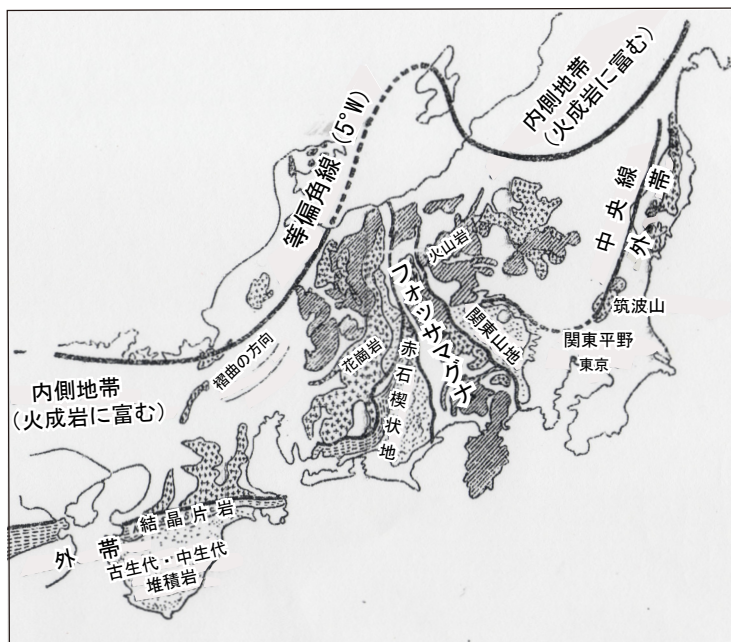 内側地帯
(火成岩に富む)
等偏角線(5°W)
中央線
外帯
火山岩
フォッサマグナ
筑波山
関東山地
関東平野
東京
褶曲の方向
花崗岩
赤石楔状地
内側地帯
(火成岩に富む)
結晶片岩
外帯
古生代・中生代
堆積岩